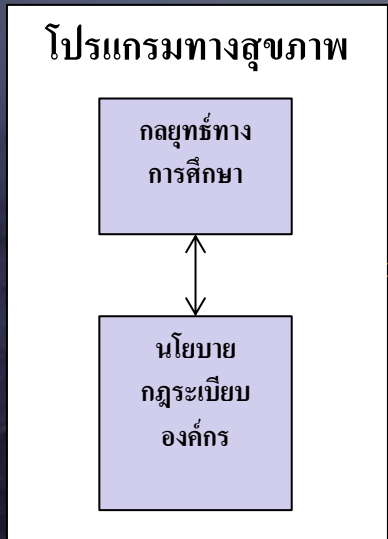 โปรแกรมทางสุขภาพ
กลยุทธ์ทาง
การศึกษา
นโยบาย
กฎระเบียบ
องค์กร